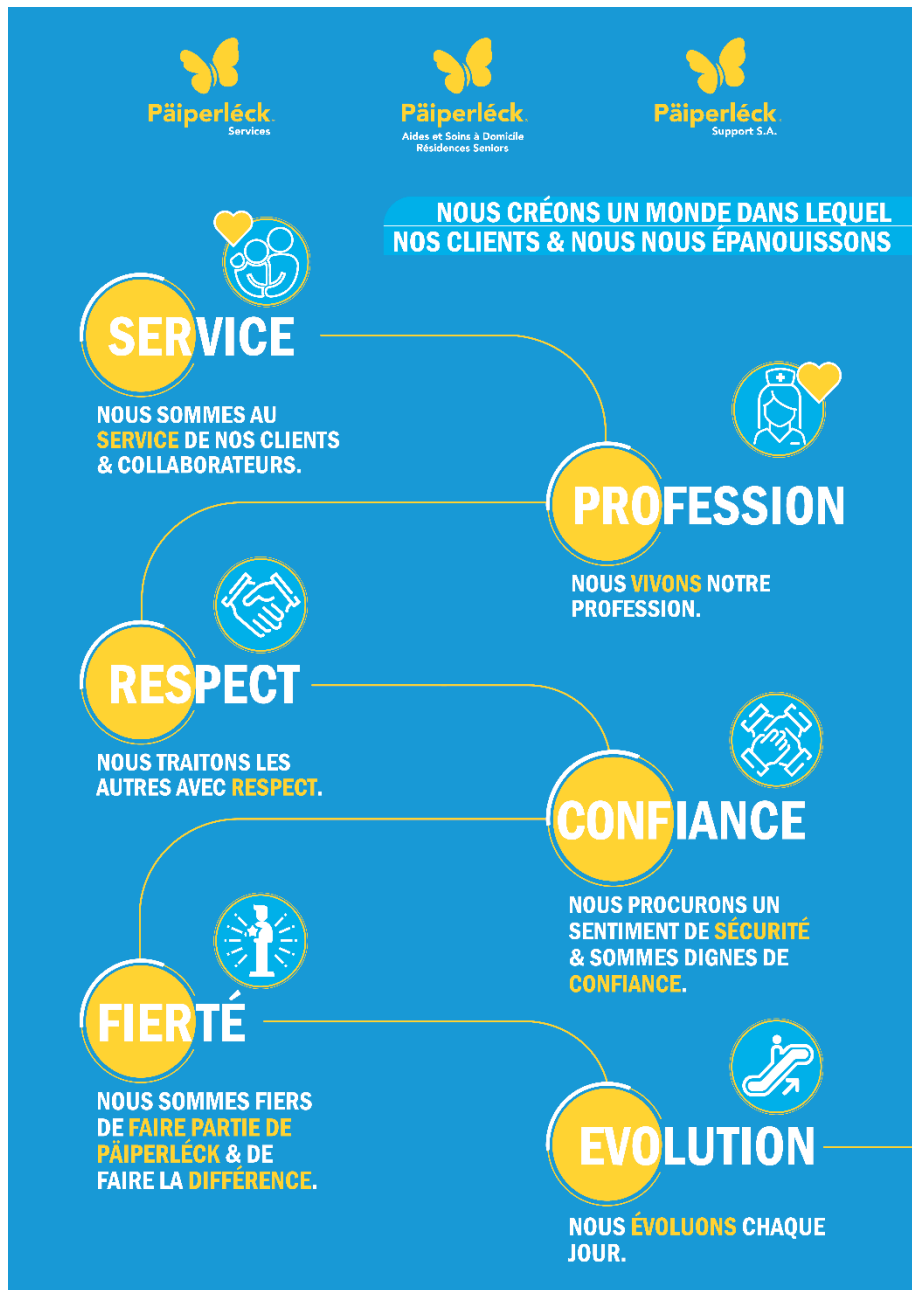 Päiperléck.
Services
Päiperléck.
Aides et Soins à Domicile
Résidences Seniors
Päiperléck.
Support S.A.
NOUS CRÉONS UN MONDE DANS LEQUEL
NOS CLIENTS & NOUS NOUS ÉPANOUISSONS
SERVICE
NOUS SOMMES AU
SERVICE DE NOS CLIENTS
& COLLABORATEURS.
PROFESSION
NOUS VIVONS NOTRE
PROFESSION.
RESPECT
NOUS TRAITONS LES
AUTRES AVEC RESPECT.
CONFIANCE
NOUS PROCURONS UN
SENTIMENT DE SÉCURITÉ
& SOMMES DIGNES DE
CONFIANCE.
FIERTÉ
NOUS SOMMES FIERS
DE FAIRE PARTIE DE
PÄIPERLÉCK & DE
FAIRE LA DIFFÉRENCE.
EVOLUTION
NOUS ÉVOLUONS CHAQUE
JOUR.